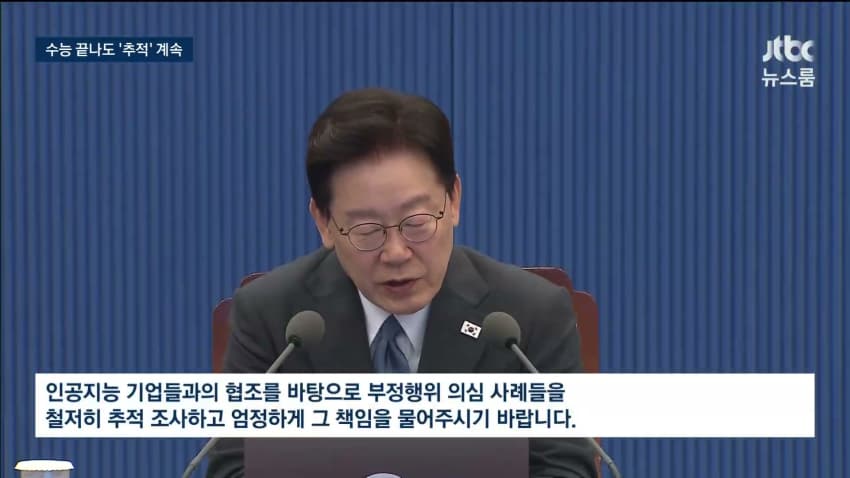 수능 끝나도 '추적' 계속
jtbc
뉴스룸
인공지능 기업들과의 협조를 바탕으로 부정행위 의심 사례들을
철저히 추적 조사하고 엄정하게 그 책임을 물어주시기 바랍니다.